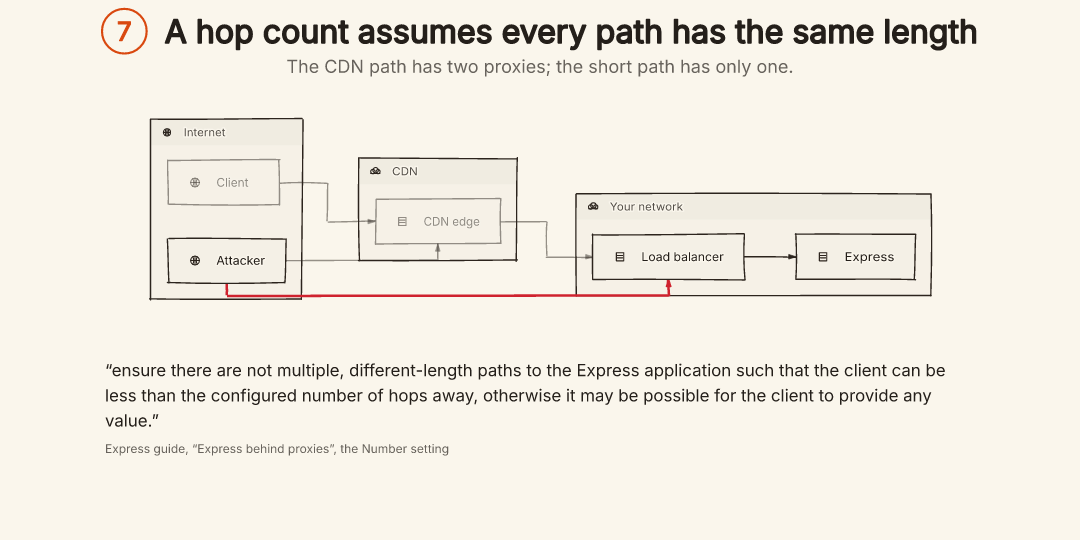 7 A hop count assumes every path has the same length
The CDN path has two proxies; the short path has only one.
Internet
Client
Attacker
CDN
CDN edge
Your network
Load balancer
Express
“ensure there are not multiple, different-length paths to the Express application such that the client can be
less than the configured number of hops away, otherwise it may be possible for the client to provide any
value.”
Express guide, “Express behind proxies”, the Number setting